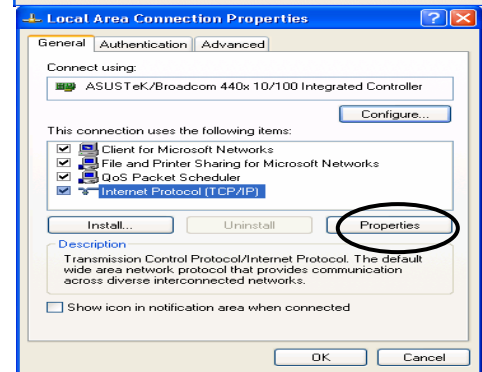 Local Area Connection Properties
General Authentication Advanced
Connect using:
ASUSTeK/Broadcom 440x 10/100 Integrated Controller
Configure...
This connection uses the following items:
Client for Microsoft Networks
File and Printer Sharing for Microsoft Networks
QoS Packet Scheduler
Internet Protocol (TCP/IP)
Install... Uninstall Properties
Description
Transmission Control Protocol/Internet Protocol. The default
wide area network protocol that provides communication
across diverse interconnected networks.
Show icon in notification area when connected
OK Cancel